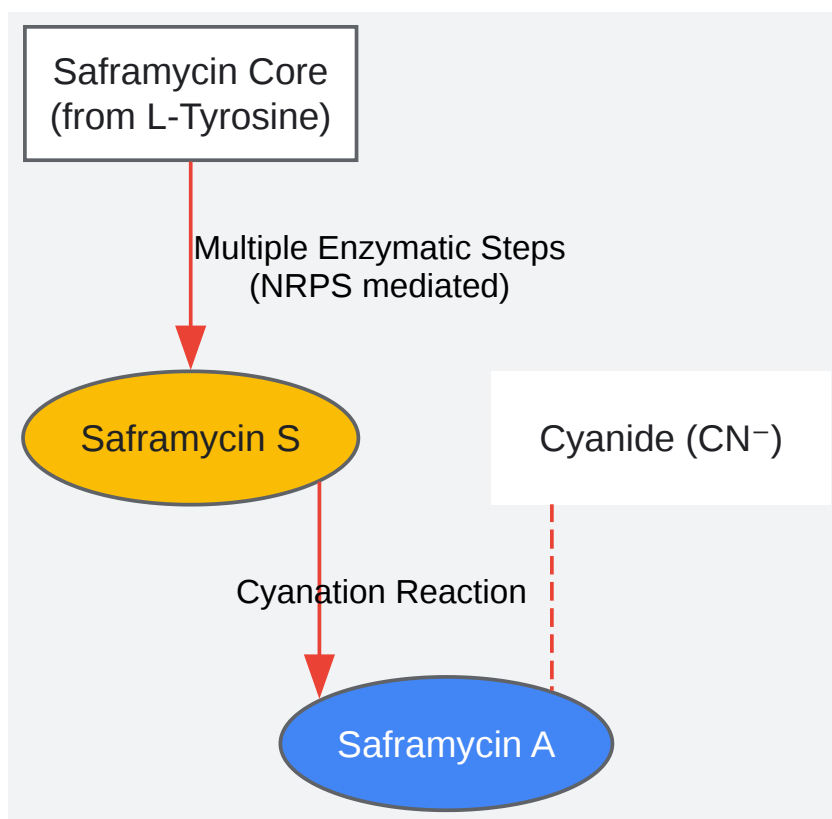 Saframycin Core
(from L-Tyrosine)
Multiple Enzymatic Steps
(NRPS mediated)
Saframycin S
Cyanide (CN⁻)
Cyanation Reaction
Saframycin A